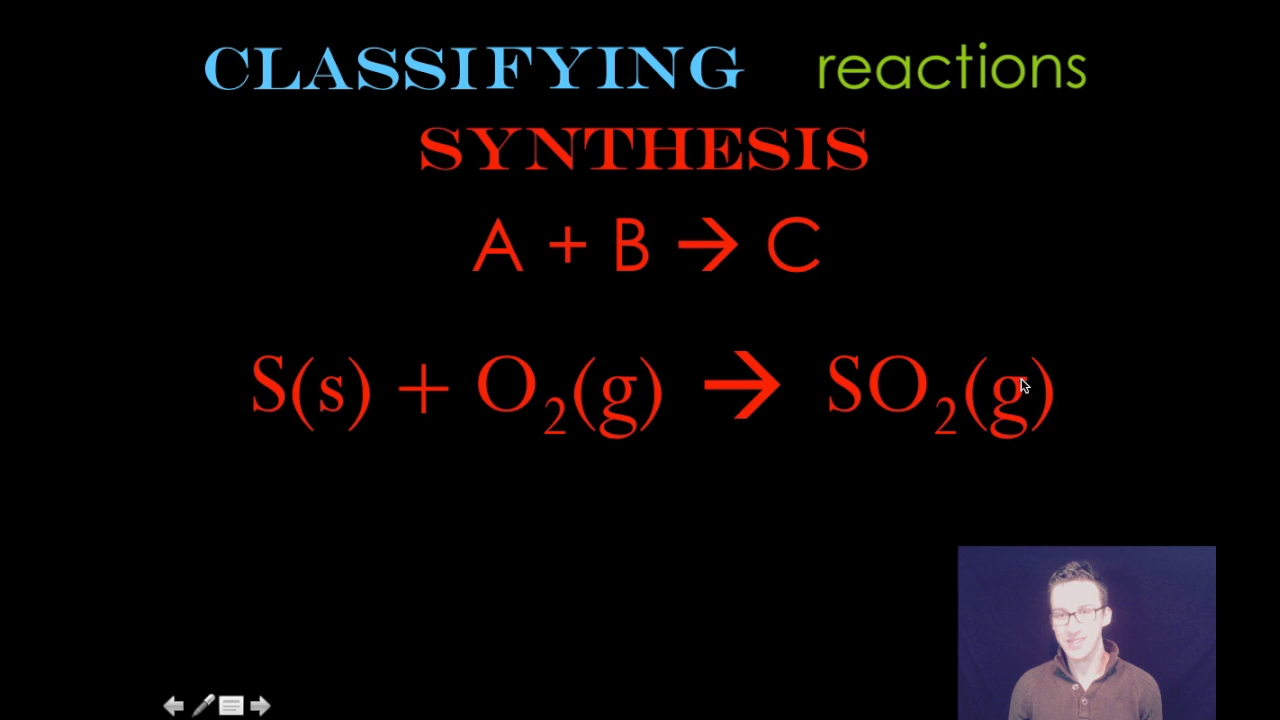 CLASSIFYING reactions
SYNTHESIS
A + B → C
S(s) + O₂(g) → SO₂(g)